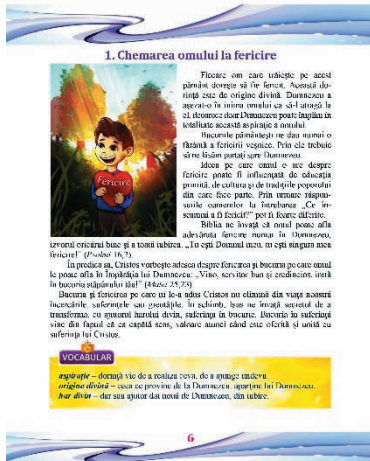 1. Chemarea omului la fericire
Fiecare om care trăiește pe acest
pământ dorește să fie fericit. Această do-
rință este de origine divină. Dumnezeu a
așezat-o în inima omului ca să-l atragă la
el, deoarece doar Dumnezeu poate împlini în
totalitate această aspirație a omului.
Bucuriile pământești ne dau numai o
fărâmă a fericirii veșnice. Prin ele trebuie
să ne lăsăm purtați spre Dumnezeu.
Ideea pe care omul o are despre
fericire poate fi influențată de educația
primită, de cultura și de tradițiile poporului
din care face parte. Prin urmare răspun-
surile oamenilor la întrebarea „Ce în-
seamnă a fi fericit?” pot fi foarte diferite.
Biblia ne învață că omul poate afla
adevărata fericire numai în Dumnezeu,
izvorul oricărui bine și a toată iubirea. „Tu ești Domnul meu, tu ești singura mea
fericire!” (Psalmul 16,2).
În predica sa, Cristos vorbește adesea despre fericirea și bucuria pe care omul
le poate afla în Împărăția lui Dumnezeu: „Vino, servitor bun și credincios, intră
în bucuria stăpânului tău!” (Matei 25,23)
Bucuria și fericirea pe care ni le-a adus Cristos nu elimină din viața noastră
încercările, suferințele sau greutățile. În schimb, Isus ne învață secretul de a
transforma, cu ajutorul harului divin, suferința în bucurie. Bucuria în suferință
vine din faptul că ea capătă sens, valoare atunci când este oferită și unită cu
suferința lui Cristos.
Fericire
VOCABULAR
aspirație – dorință vie de a realiza ceva, de a ajunge undeva.
origine divină – ceea ce provine de la Dumnezeu, aparține lui Dumnezeu.
har divin – dar sau ajutor dat nouă de Dumnezeu, din iubire.
6